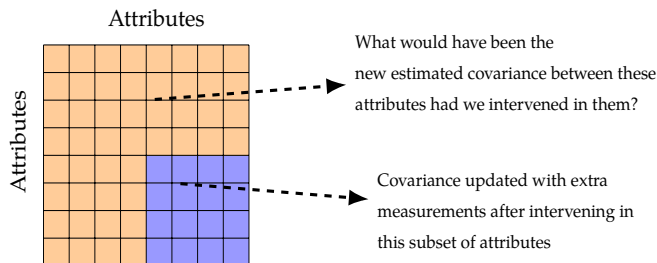 Attributes
Attributes
What would have been the
new estimated covariance between these
attributes had we intervened in them?
Covariance updated with extra
measurements after intervening in
this subset of attributes